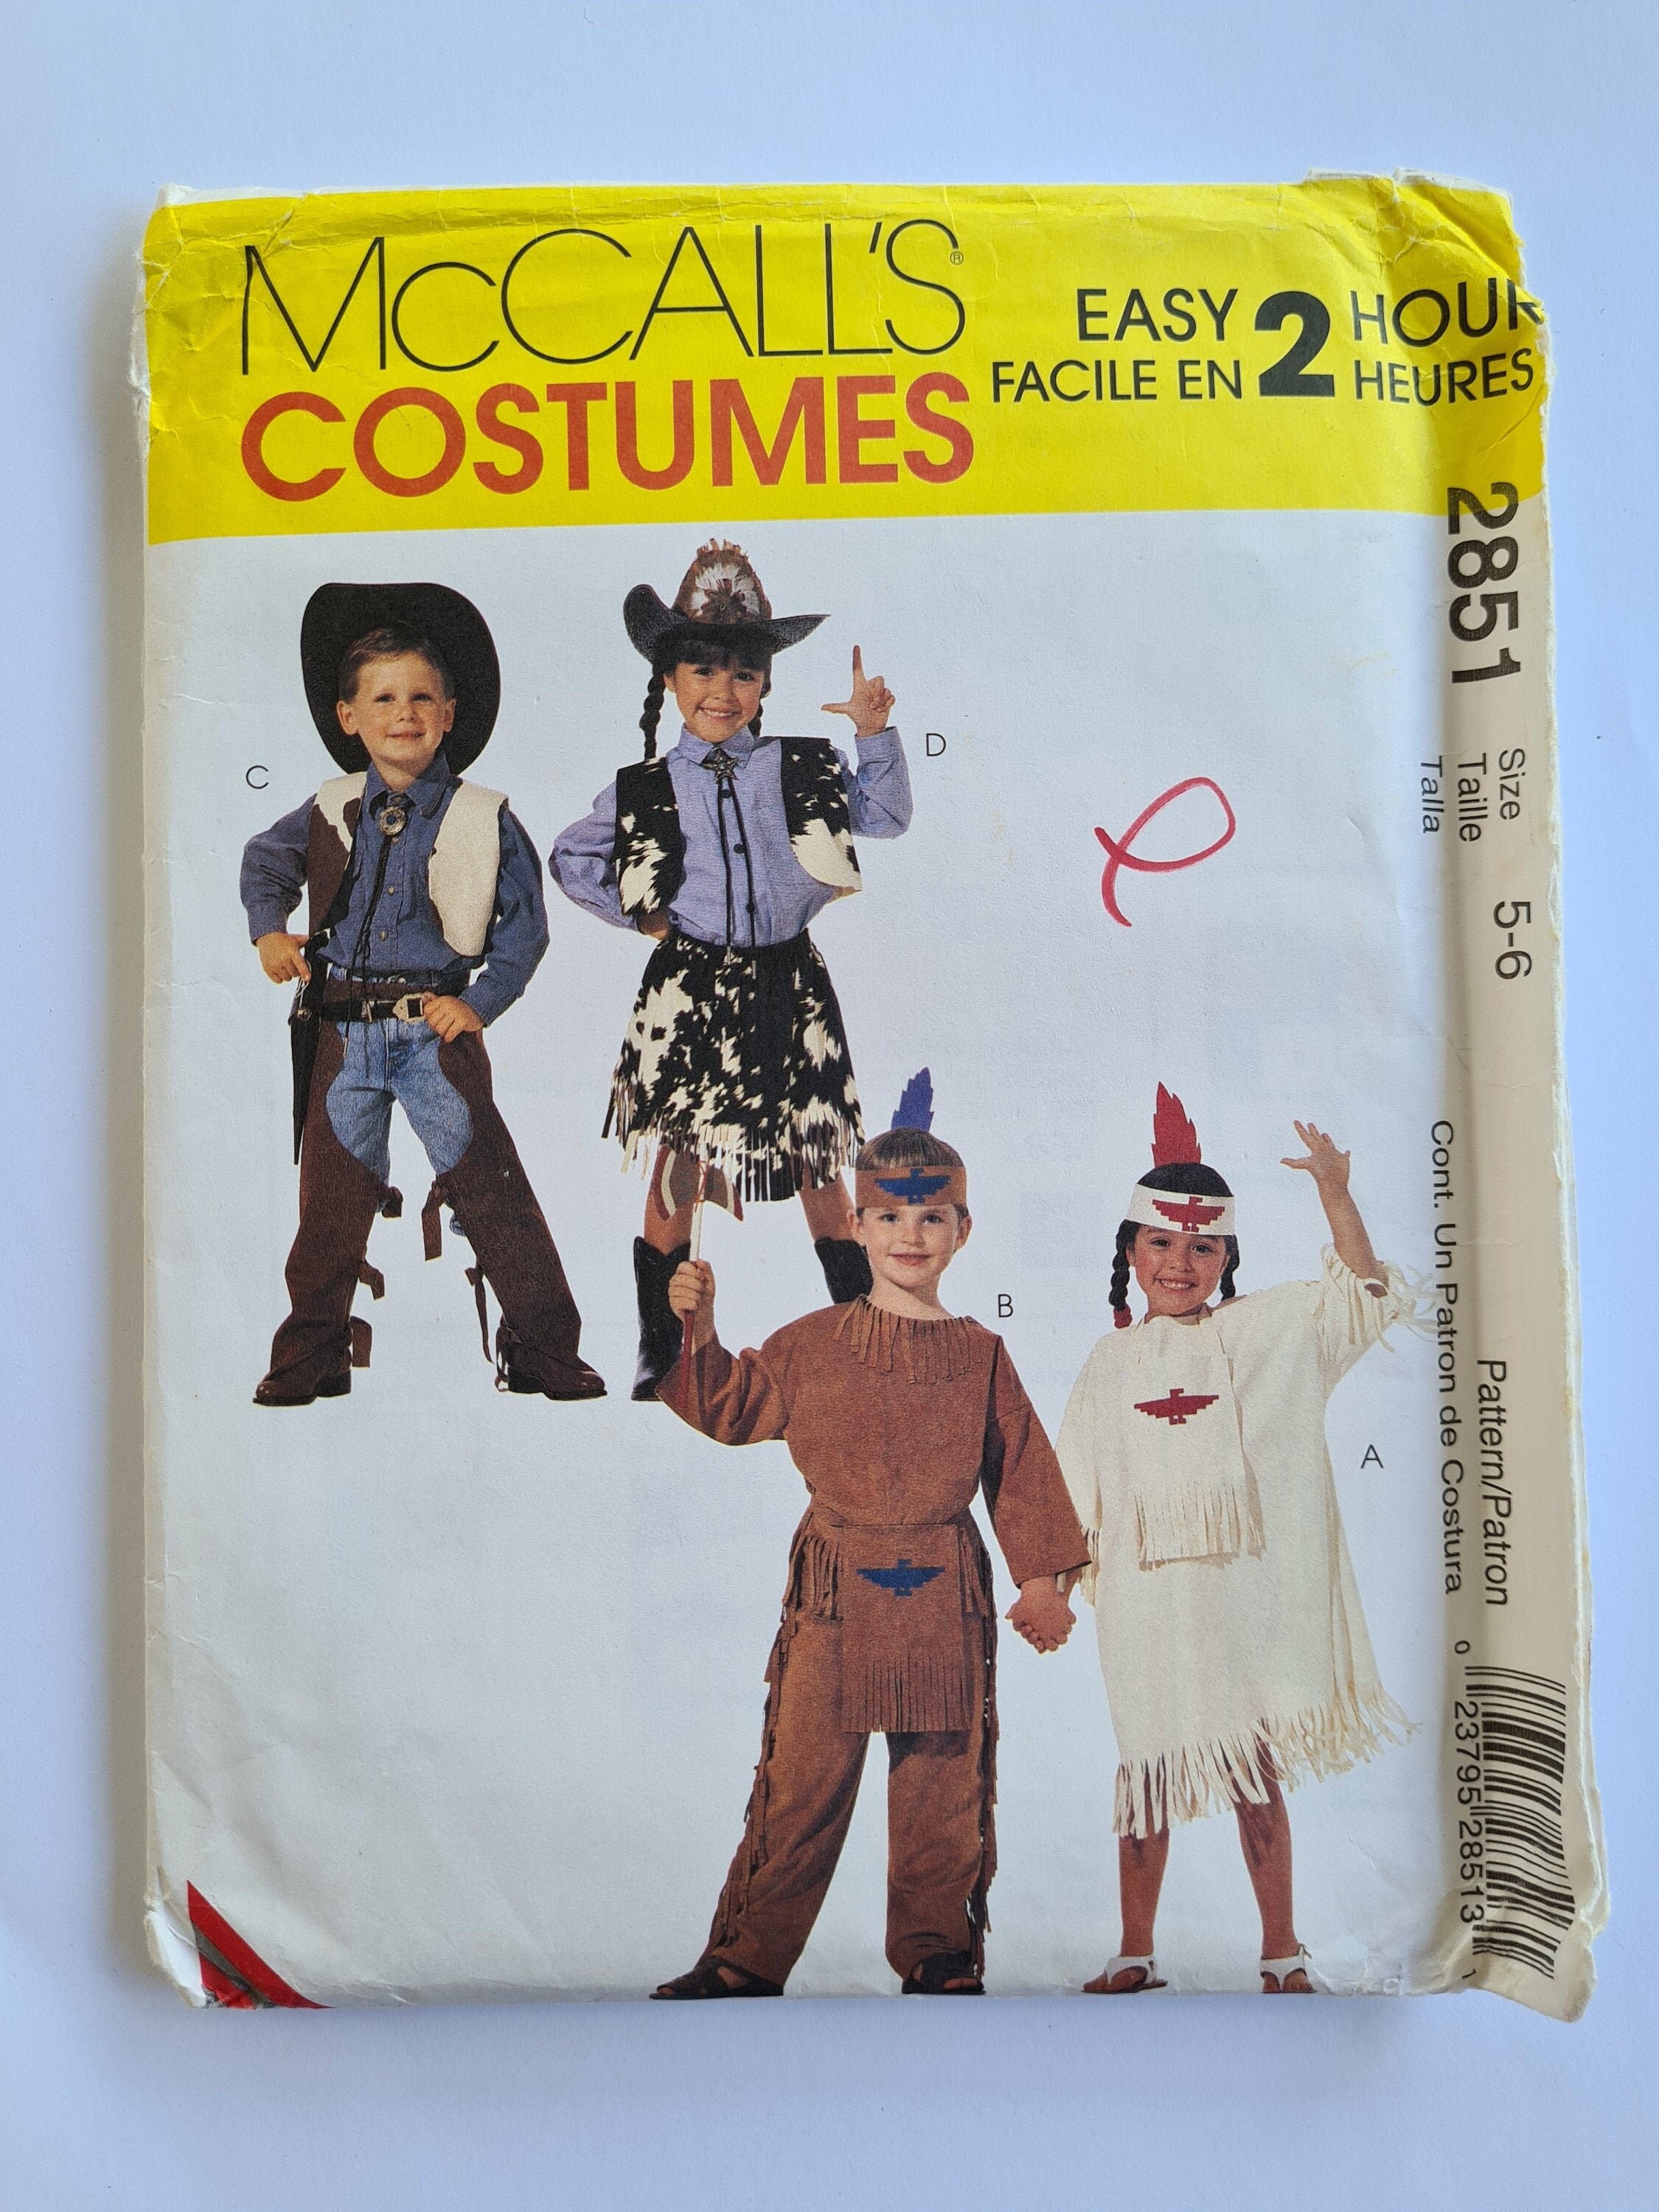 McCALL'S®
COSTUMES
EASY 2 HOUR
FACILE EN 2 HEURES
2851
Size 5-6
Taille
Talla
Pattern/Patron
Cont. Un Patron de Costura
0 23795 28513 1
C
D
B
A